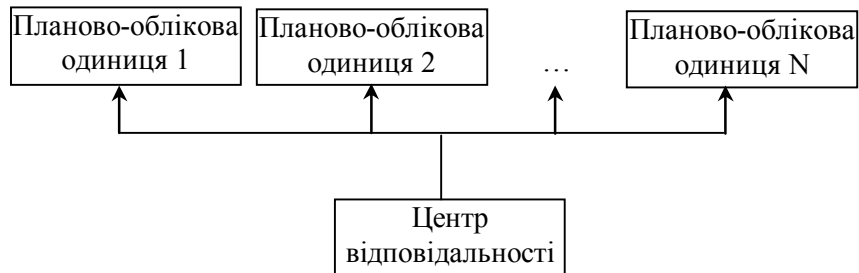 Планово-облікова
одиниця 1
Планово-облікова
одиниця 2
…
Планово-облікова
одиниця N
Центр
відповідальності